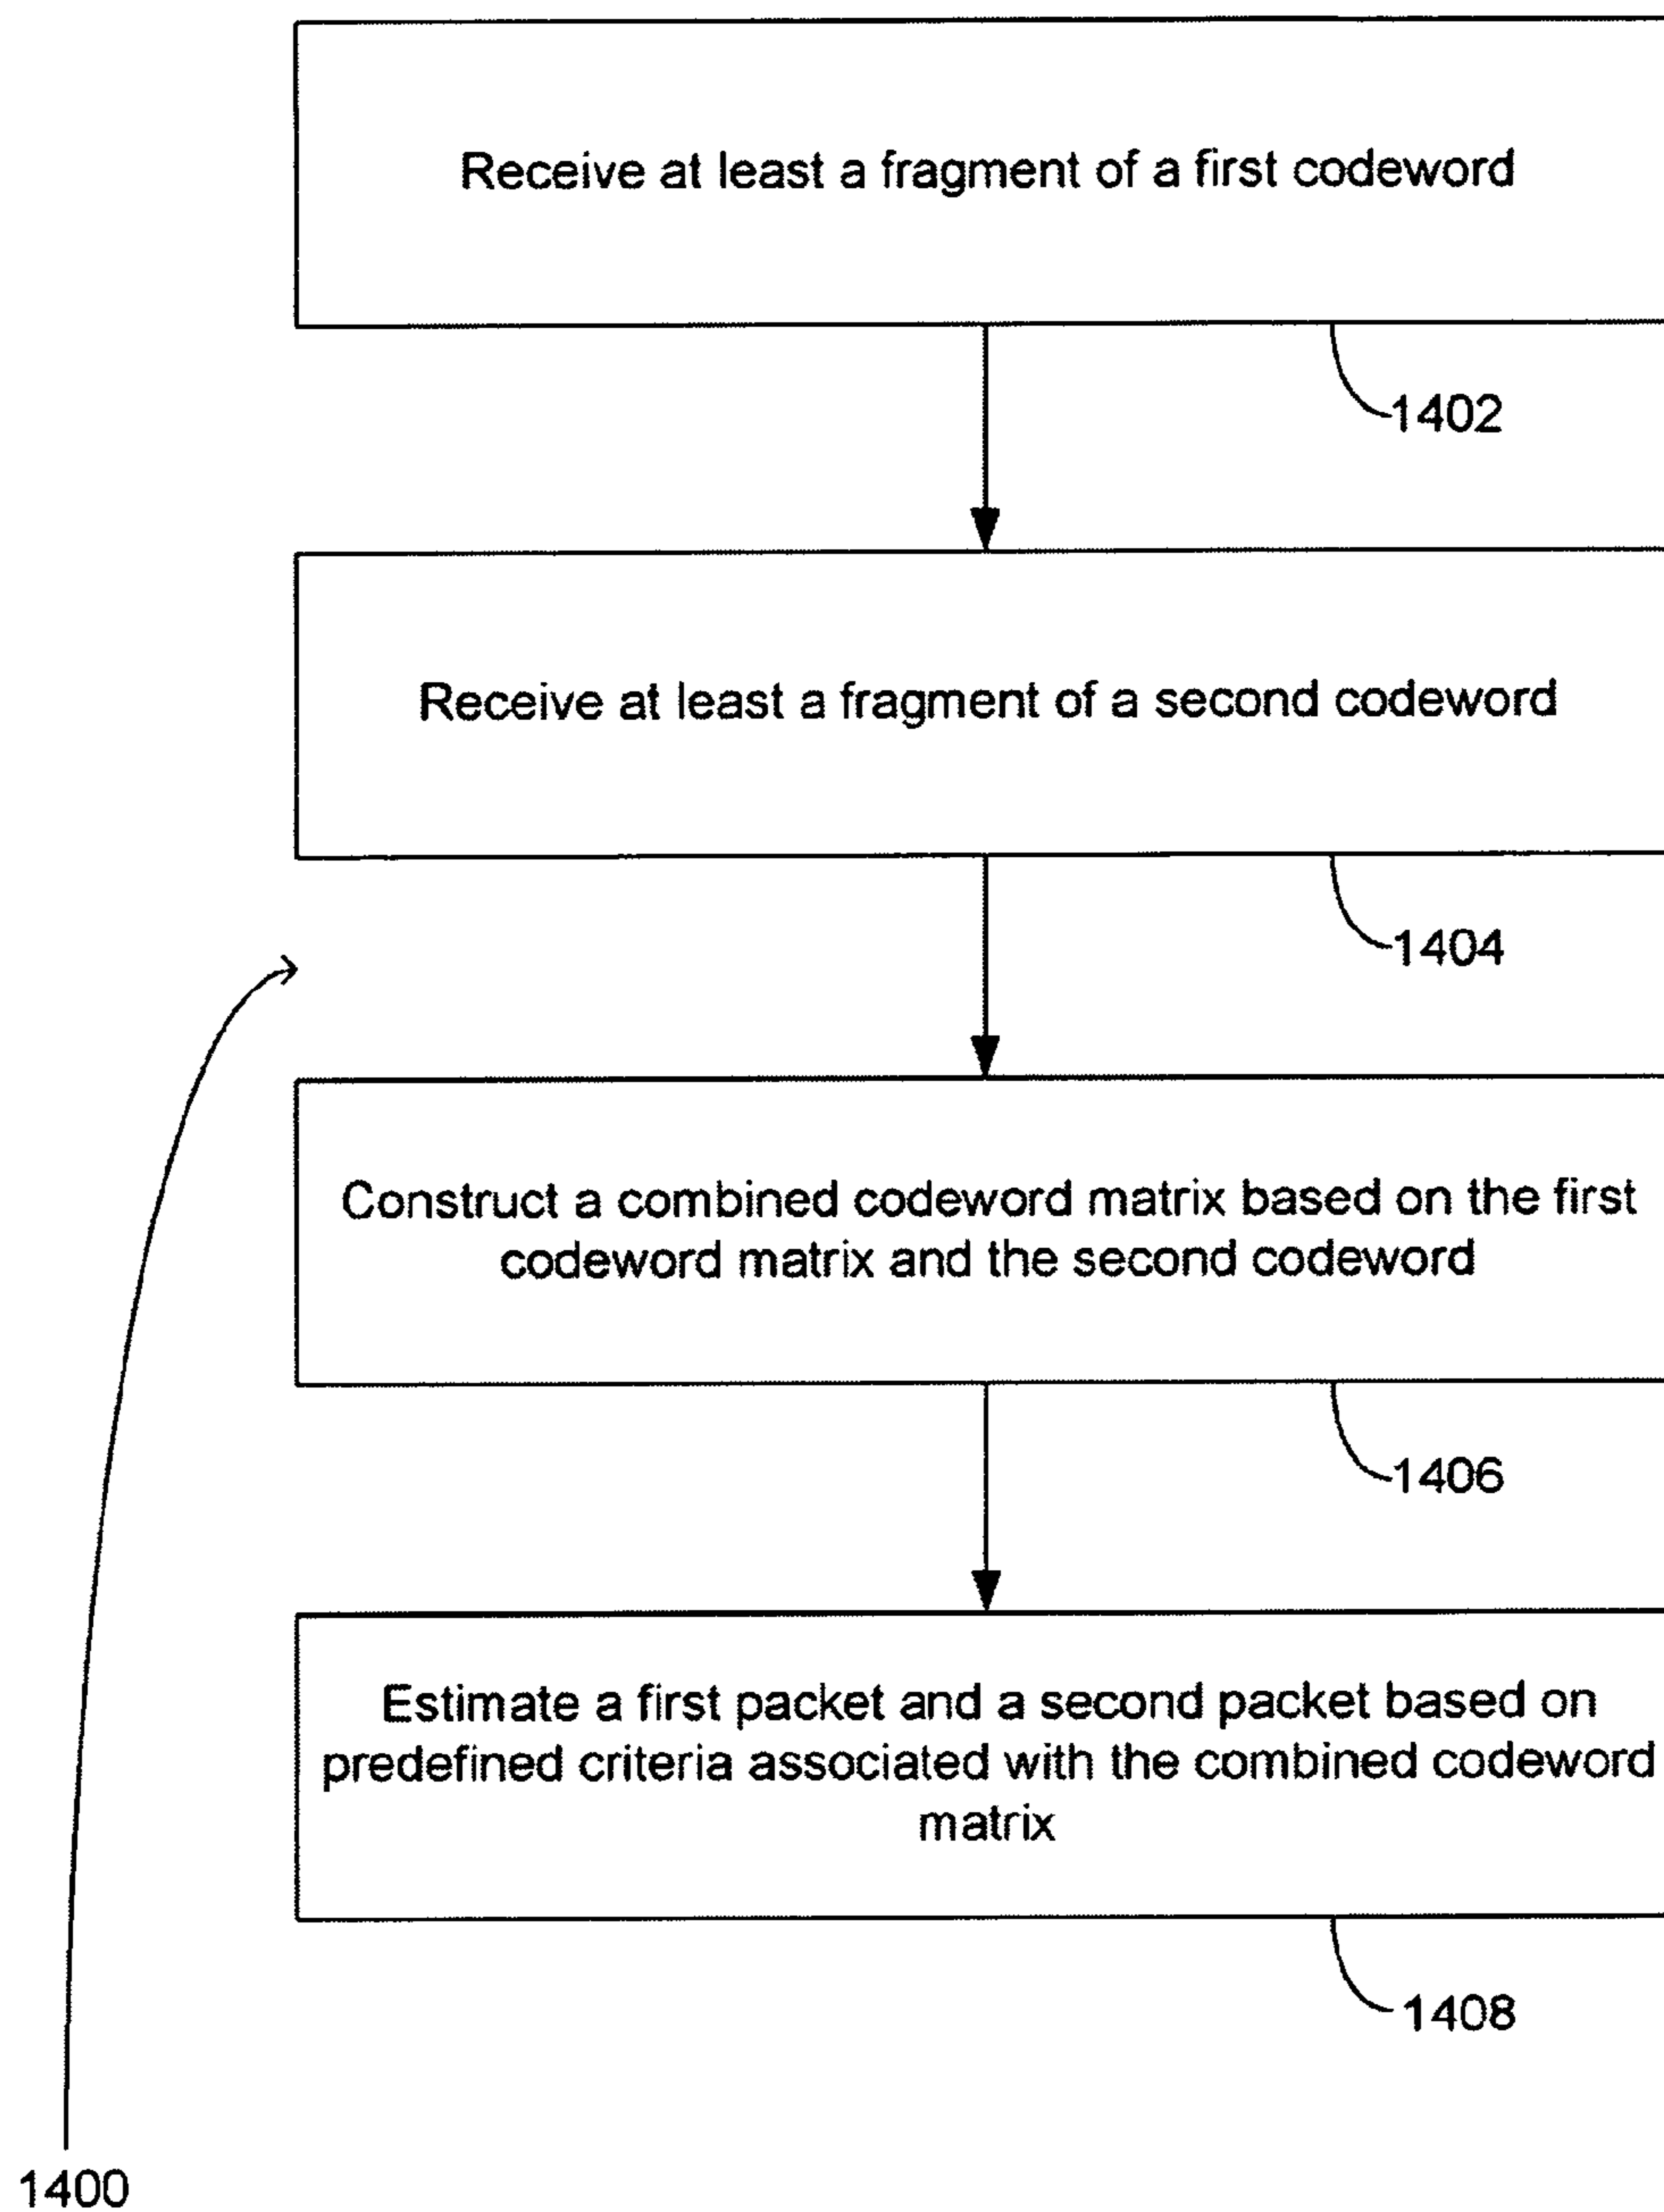 Receive at least a fragment of a first codeword
1402
Receive at least a fragment of a second codeword
1404
Construct a combined codeword matrix based on the first
codeword matrix and the second codeword
1406
Estimate a first packet and a second packet based on
predefined criteria associated with the combined codeword
matrix
1408
1400